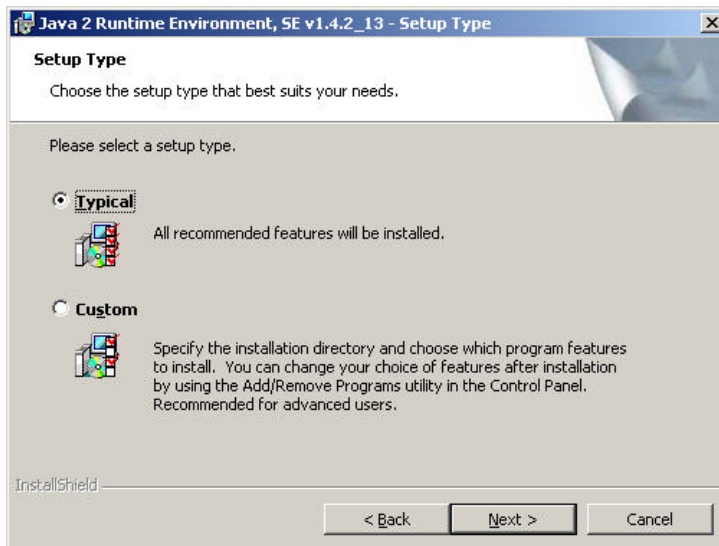 Java 2 Runtime Environment, SE v1.4.2_13 - Setup Type
Setup Type
Choose the setup type that best suits your needs.
Please select a setup type.
Typical
All recommended features will be installed.
Custom
Specify the installation directory and choose which program features
to install. You can change your choice of features after installation
by using the Add/Remove Programs utility in the Control Panel.
Recommended for advanced users.
InstallShield
< Back Next > Cancel